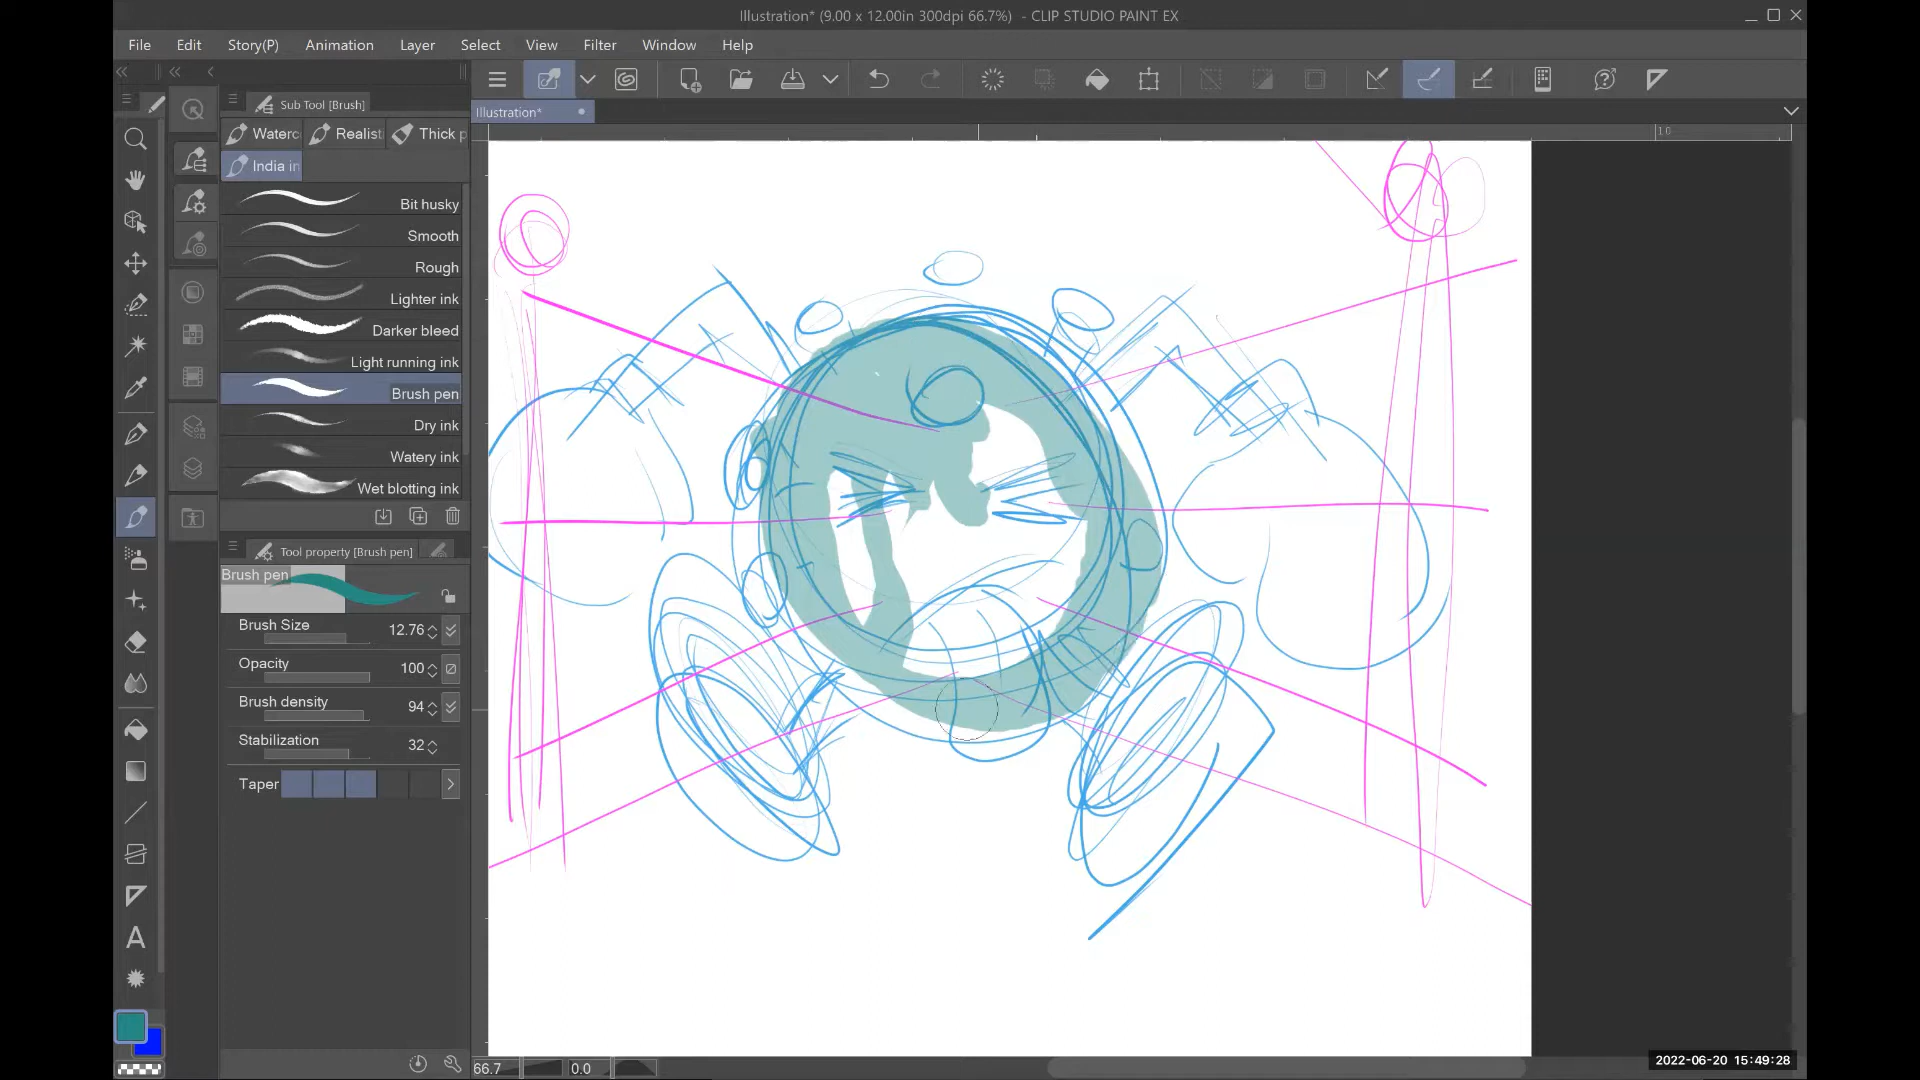 Illustration* (9.00 x 12.00in 300dpi 66.7%)  - CLIP STUDIO PAINT EX
File Edit Story(P) Animation Layer Select View Filter Window Help
Sub Tool [Brush]
Illustration*
Waterc Realist Thick p
India in
10
Bit husky
Smooth
Rough
Lighter ink
Darker bleed
Light running ink
Brush pen
Dry ink
Watery ink
Wet blotting ink
Tool property [Brush pen]
Brush pen
Brush Size 12.76
Opacity 100
Brush density 94
Stabilization 32
Taper
A
66.7 0.0
2022-06-20 15:49:28